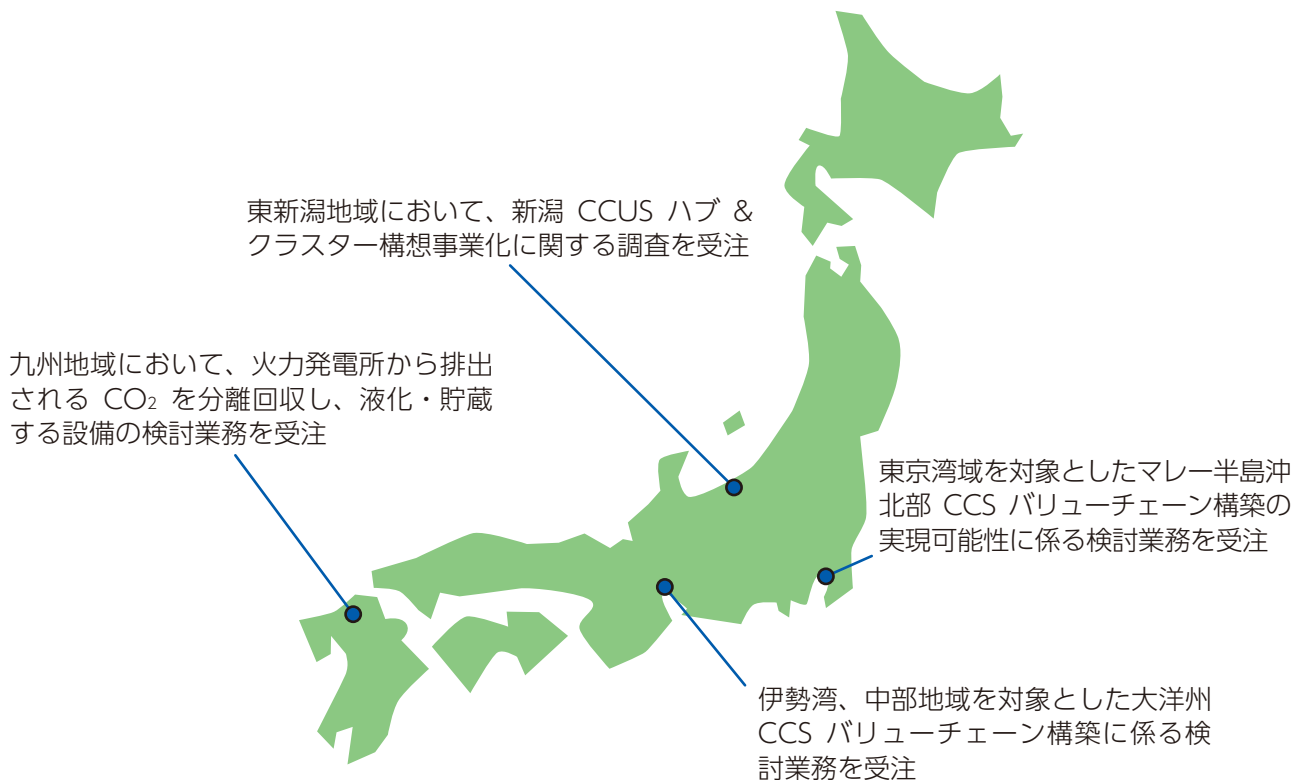 東新潟地域において、新潟 CCUS ハブ &
クラスター構想事業化に関する調査を受注
九州地域において、火力発電所から排出
される CO₂ を分離回収し、液化・貯蔵
する設備の検討業務を受注
東京湾域を対象としたマレー半島沖
北部 CCS バリューチェーン構築の
実現可能性に係る検討業務を受注
伊勢湾、中部地域を対象とした大洋州
CCS バリューチェーン構築に係る検
討業務を受注